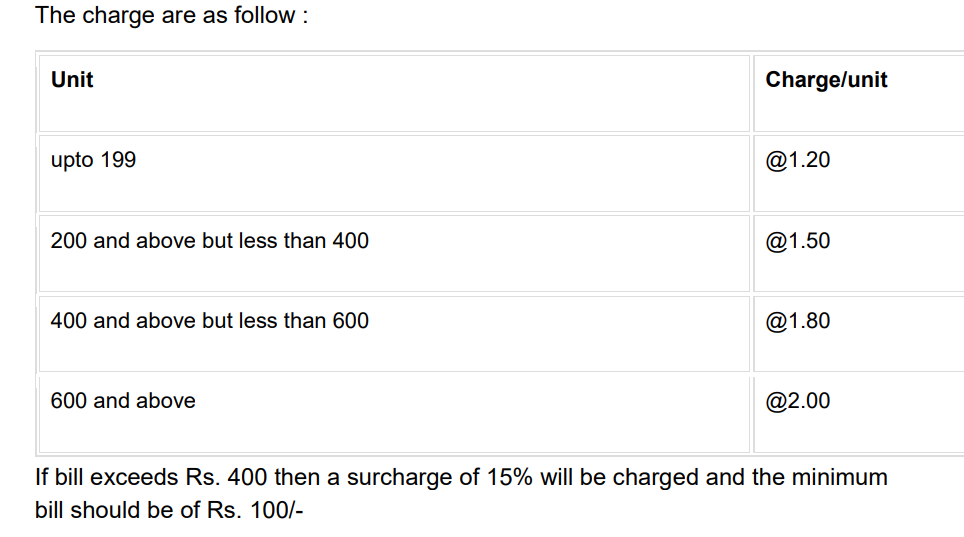 The charge are as follow :
Unit Charge/unit
upto 199 @1.20
200 and above but less than 400 @1.50
400 and above but less than 600 @1.80
600 and above @2.00
If bill exceeds Rs. 400 then a surcharge of 15% will be charged and the minimum
bill should be of Rs. 100/-